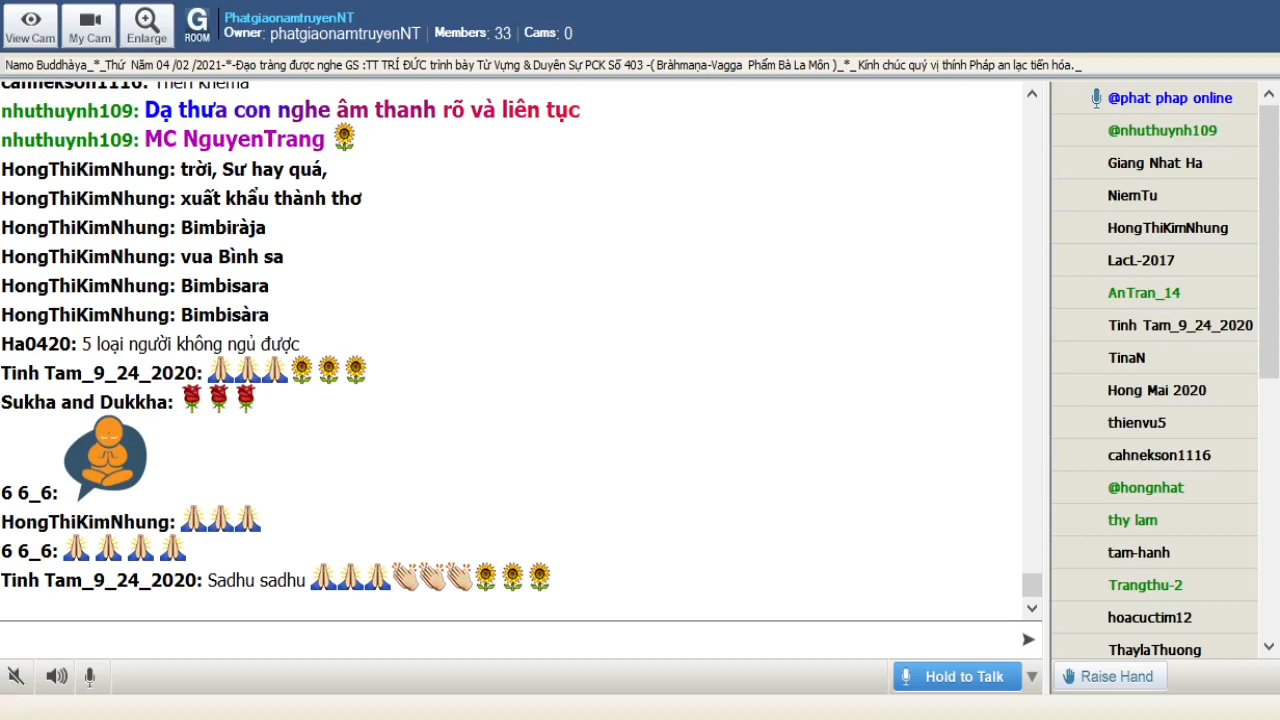 View Cam
My Cam
Enlarge
G
ROOM
PhatgiaonamtruyenNT
Owner: phatgiaonamtruyenNT | Members: 33 | Cams: 0
Namo Buddhàya_*_Thứ Năm 04 /02 /2021-*-Đạo tràng được nghe GS :TT TRÍ ĐỨC trình bày Từ Vựng & Duyên Sự PCK Số 403 -( Bràhmaṇa-Vagga Phẩm Bà La Môn )_*_ Kính chúc quý vị thính Pháp an lạc tiến hóa._
cahnekson1116: Then khema
nhuthuynh109: Dạ thưa con nghe âm thanh rõ và liên tục
nhuthuynh109: MC NguyenTrang
HongThiKimNhung: trời, Sư hay quá,
HongThiKimNhung: xuất khẩu thành thơ
HongThiKimNhung: Bimbiràja
HongThiKimNhung: vua Bình sa
HongThiKimNhung: Bimbisara
HongThiKimNhung: Bimbisàra
Ha0420: 5 loại người không ngủ được
Tinh Tam_9_24_2020:
Sukha and Dukkha:
6 6_6:
HongThiKimNhung:
6 6_6:
Tinh Tam_9_24_2020: Sadhu sadhu
@phat phap online
@nhuthuynh109
Giang Nhat Ha
NiemTu
HongThiKimNhung
LacL-2017
AnTran_14
Tinh Tam_9_24_2020
TinaN
Hong Mai 2020
thienvu5
cahnekson1116
@hongnhat
thy lam
tam-hanh
Trangthu-2
hoacuctim12
ThaylaThuong
Hold to Talk
Raise Hand